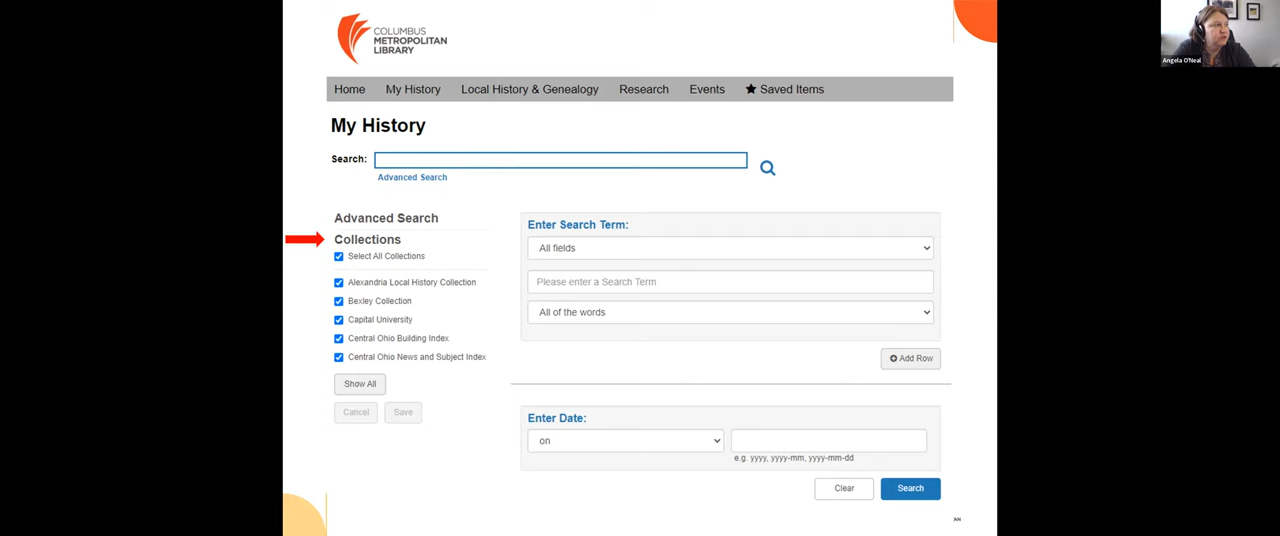 COLUMBUS
METROPOLITAN
LIBRARY
Angela O'Neal
Home My History Local History & Genealogy Research Events Saved Items
My History
Search:
Advanced Search
Advanced Search
Collections
Select All Collections
Alexandria Local History Collection
Bexley Collection
Capital University
Central Ohio Building Index
Central Ohio News and Subject Index
Show All
Cancel Save
Enter Search Term:
All fields
Please enter a Search Term
All of the words
Add Row
Enter Date:
on
e.g. yyyy, yyyy-mm, yyyy-mm-dd
Clear Search